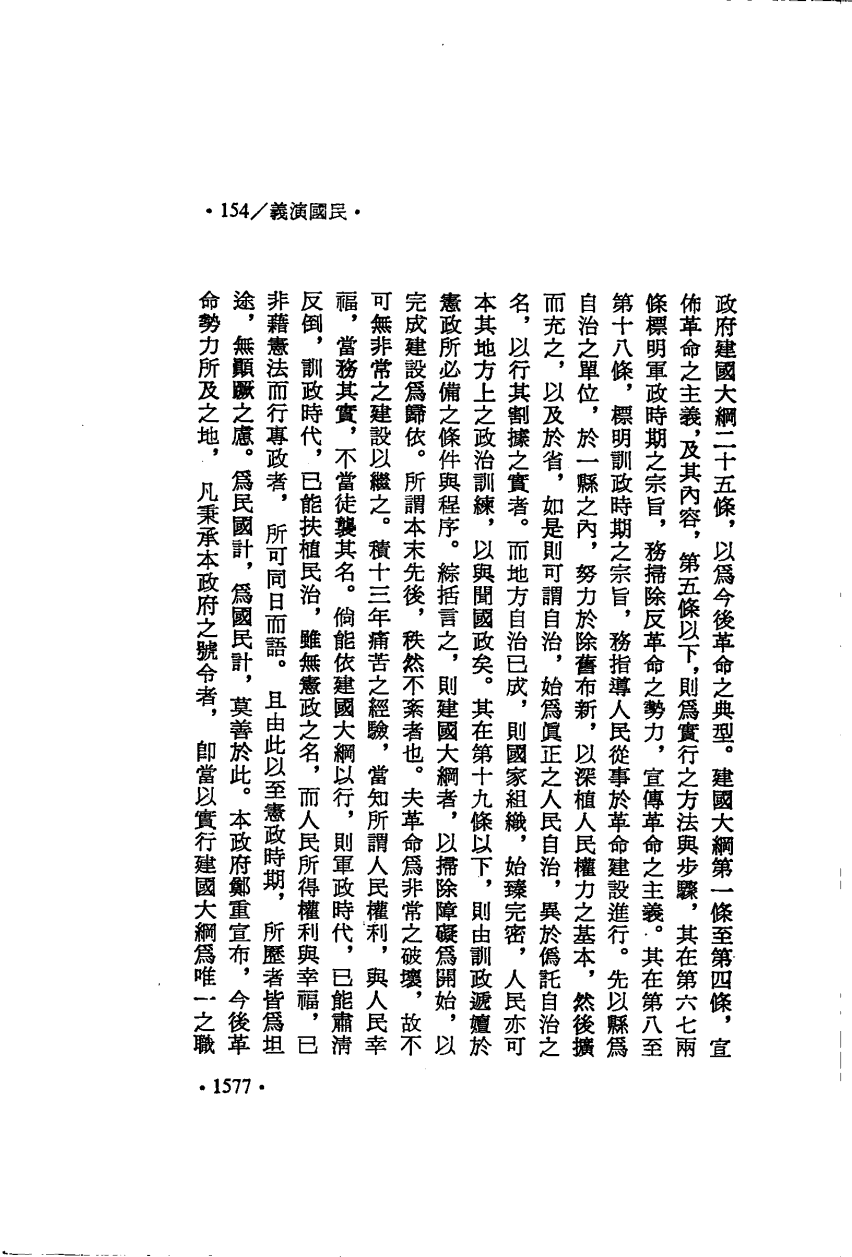 ·154/義演國民·
政府建國大綱二十五條，以爲今後革命之典型。建國大綱第一條至第四條，宣
佈革命之主義，及其內容，第五條以下，則爲實行之方法與步驟，其在第六七兩
條標明軍政時期之宗旨，務掃除反革命之勢力，宣傳革命之主義。其在第八至
第十八條，標明訓政時期之宗旨，務指導人民從事於革命建設進行。先以縣爲
自治之單位，於一縣之內，努力於除舊布新，以深植人民權力之基本，然後擴
而充之，以及於省，如是則可謂自治，始爲眞正之人民自治，異於僞託自治之
名，以行其割據之實者。而地方自治已成，則國家組織，始臻完密，人民亦可
本其地方上之政治訓練，以與聞國政矣。其在第十九條以下，則由訓政遞嬗於
憲政所必備之條件與程序。綜括言之，則建國大綱者，以掃除障礙爲開始，以
完成建設爲歸依。所謂本末先後，秩然不紊者也。夫革命爲非常之破壞，故不
可無非常之建設以繼之。積十三年痛苦之經驗，當知所謂人民權利，與人民幸
福，當務其實，不當徒襲其名。倘能依建國大綱以行，則軍政時代，已能肅清
反倒，訓政時代，已能扶植民治，雖無憲政之名，而人民所得權利與幸福，已
非藉憲法而行專政者，所可同日而語。且由此以至憲政時期，所歷者皆爲坦
途，無顚蹶之慮。爲民國計，爲國民計，莫善於此。本政府鄭重宣布，今後革
命勢力所及之地，凡秉承本政府之號令者，卽當以實行建國大綱爲唯一之職
·1577·